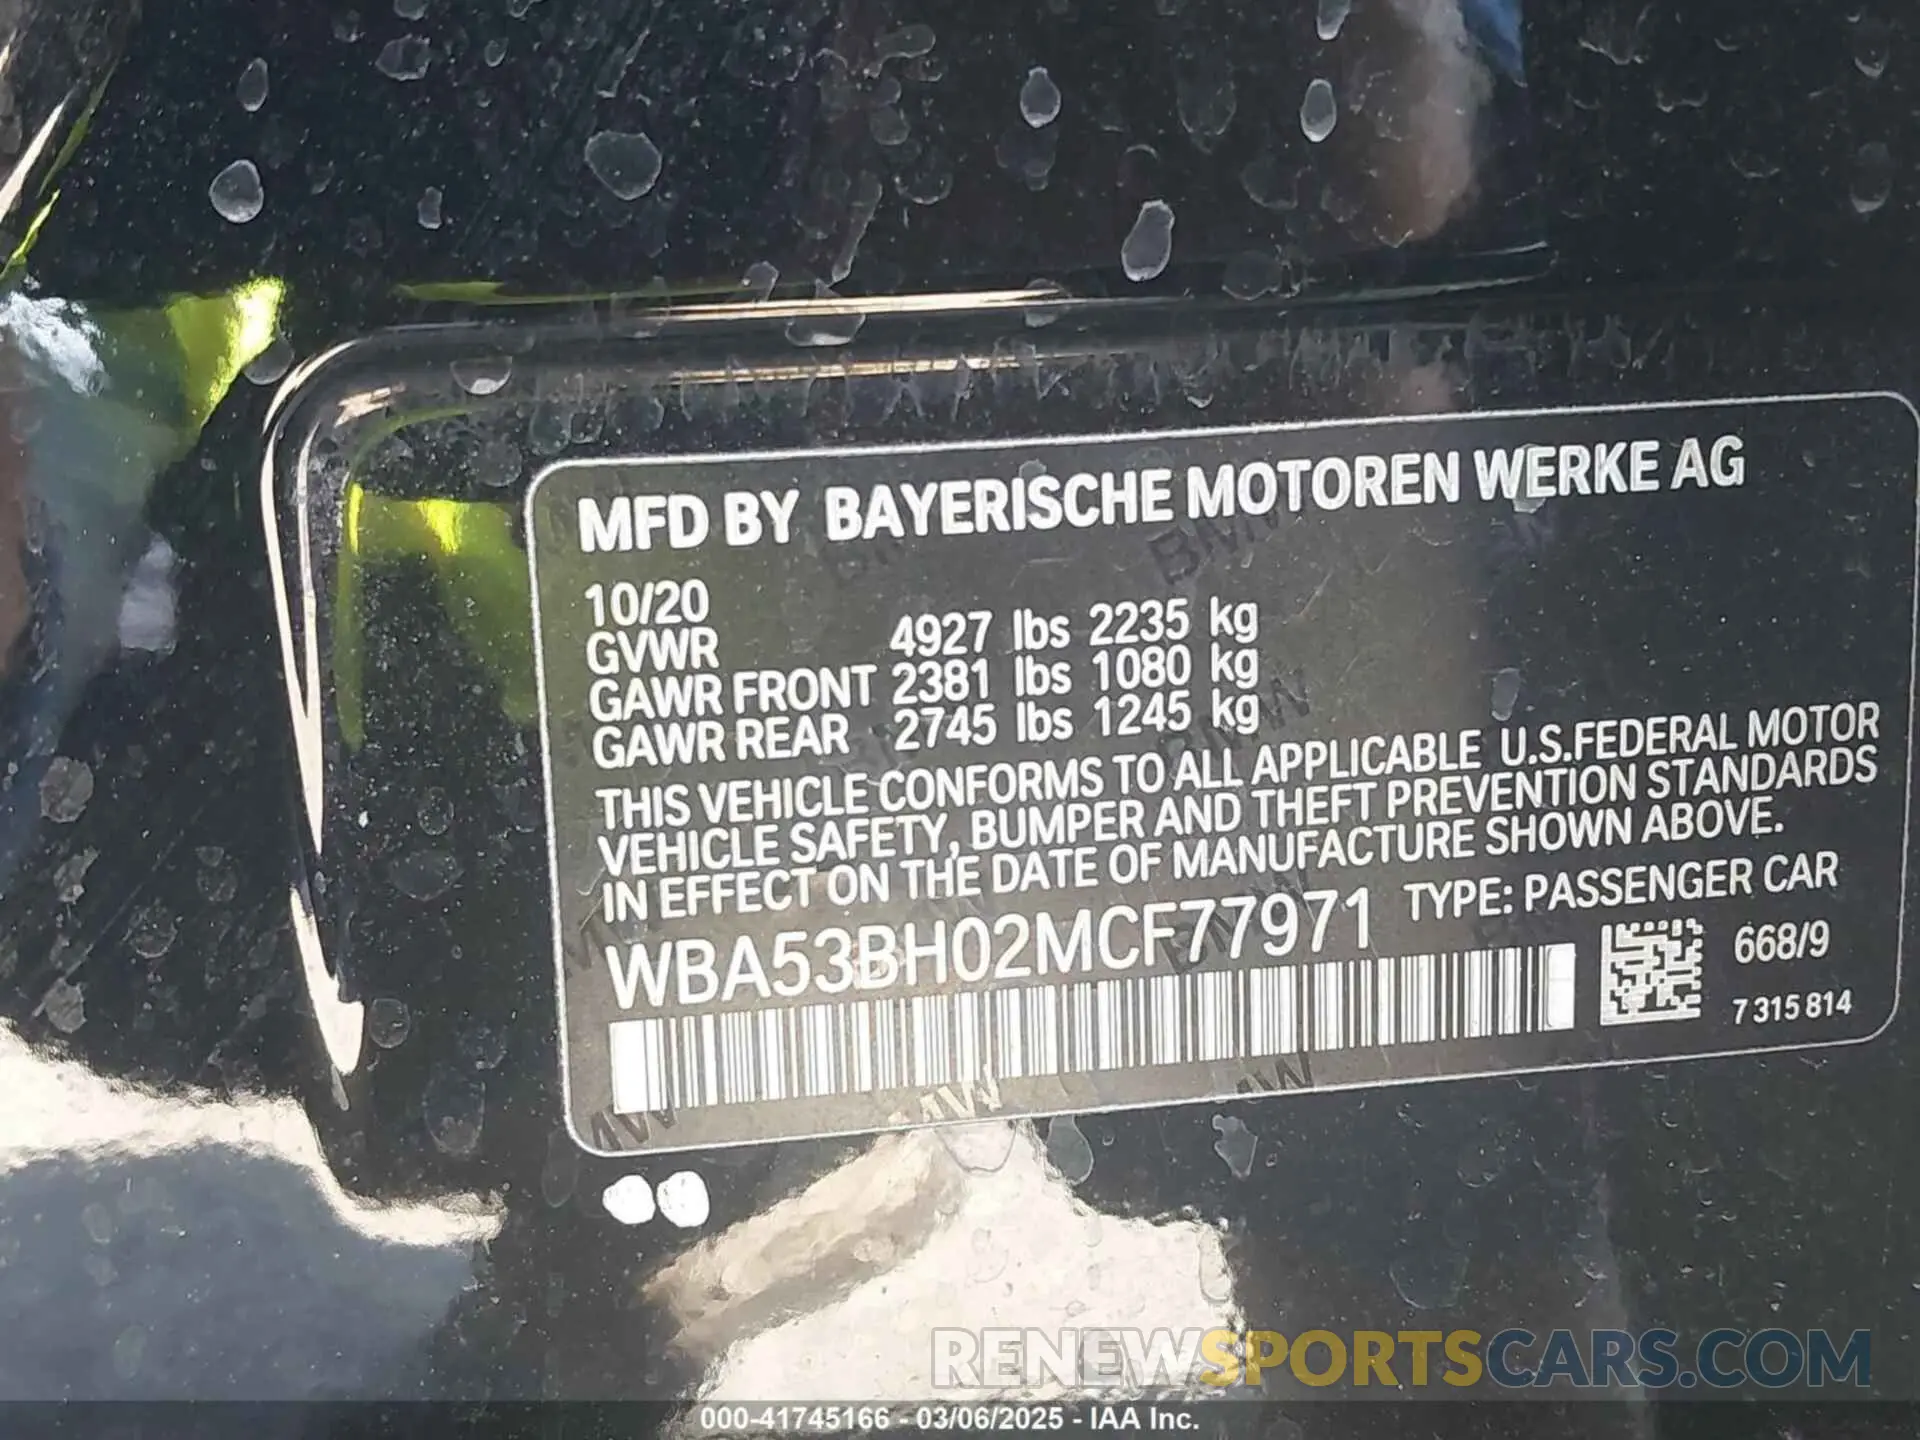 MFD BY BAYERISCHE MOTOREN WERKE AG
10/20
GVWR 4927 lbs 2235 kg
GAWR FRONT 2381 lbs 1080 kg
GAWR REAR 2745 lbs 1245 kg
THIS VEHICLE CONFORMS TO ALL APPLICABLE U.S.FEDERAL MOTOR
VEHICLE SAFETY, BUMPER AND THEFT PREVENTION STANDARDS
IN EFFECT ON THE DATE OF MANUFACTURE SHOWN ABOVE.
WBA53BH02MCF77971 TYPE: PASSENGER CAR
668/9
7 315 814
RENEWSPORTSCARS.COM
000-41745166 - 03/06/2025 - IAA Inc.